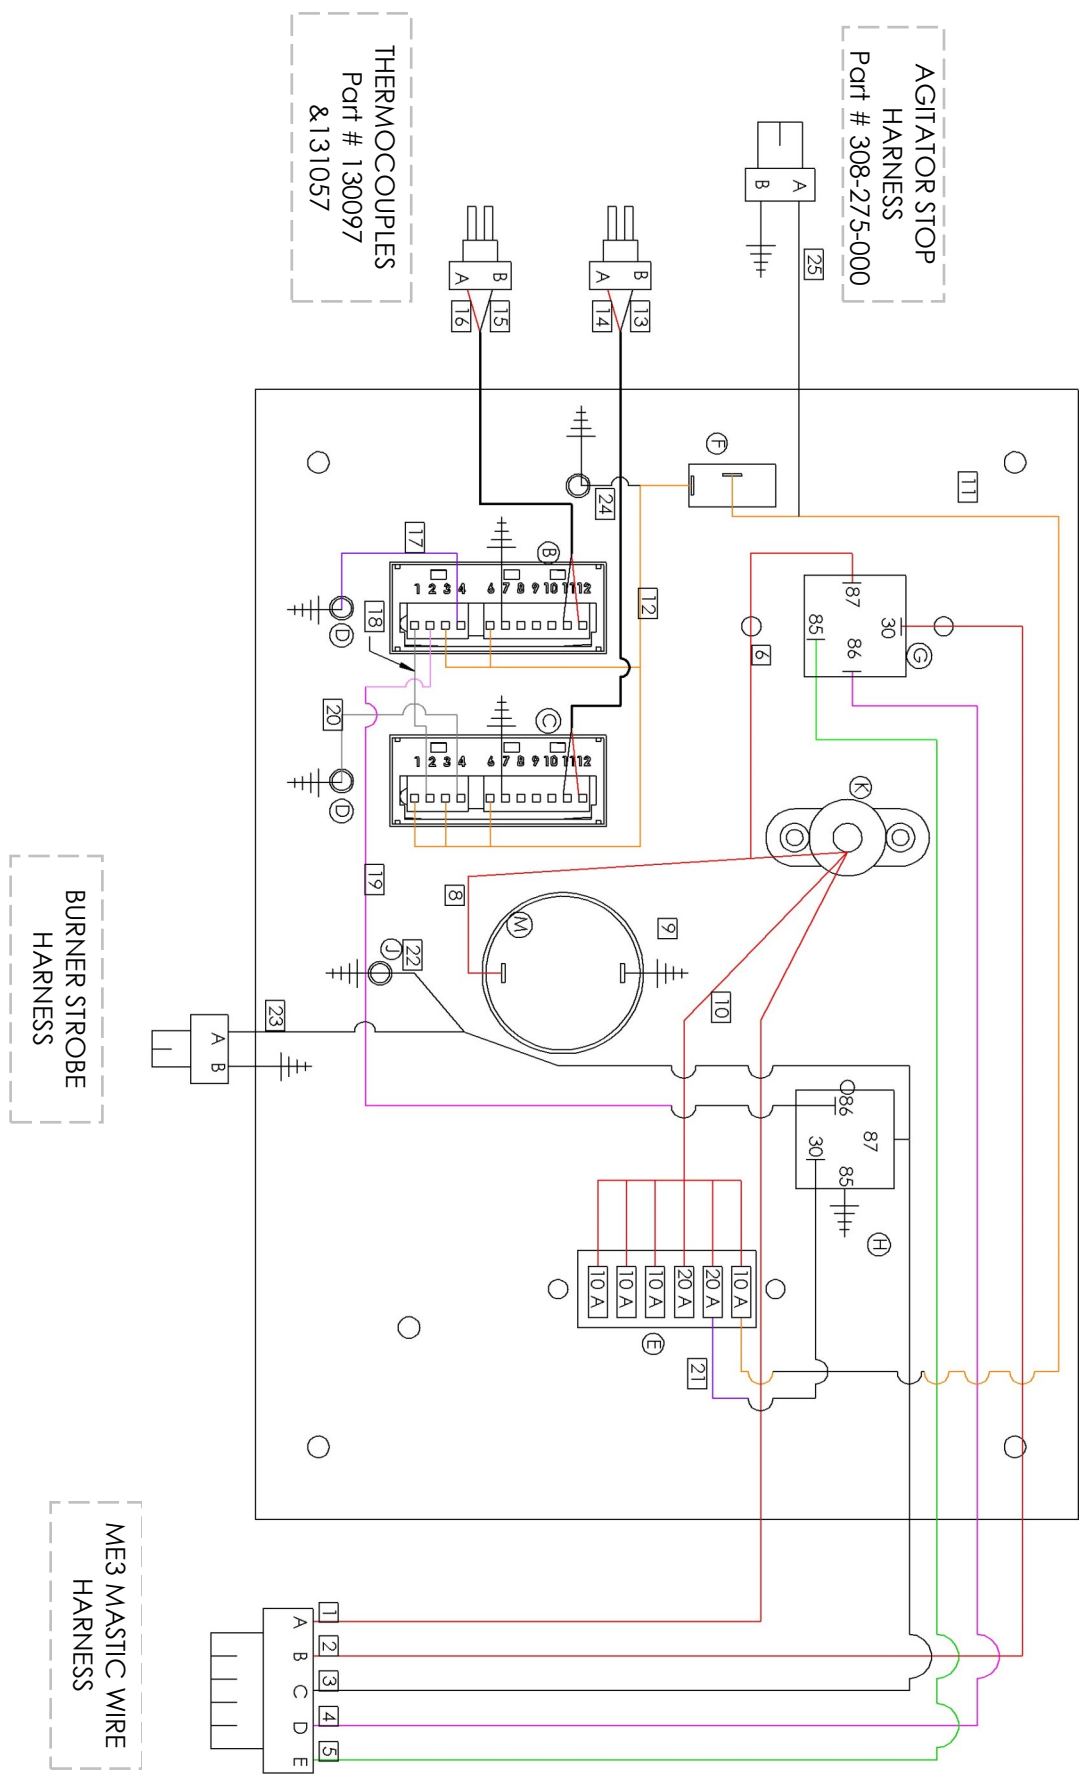 AGITATOR STOP
HARNESS
Part # 308-275-000
THERMOCOUPLES
Part # 130097
&131057
BURNER STROBE
HARNESS
ME3 MASTIC WIRE
HARNESS
A
B
25
B
A
13
14
B
A
15
16
F
11
24
12
17
B
1 2 3 4 6 7 8 9 10 11 12
D
18
C
1 2 3 4 6 7 8 9 10 11 12
20
D
19
87
30
85
86
G
6
K
8
M
9
10
J
22
23
A
B
86
87
30
85
H
10 A
10 A
10 A
20 A
20 A
10 A
E
21
1
2
3
4
5
A
B
C
D
E